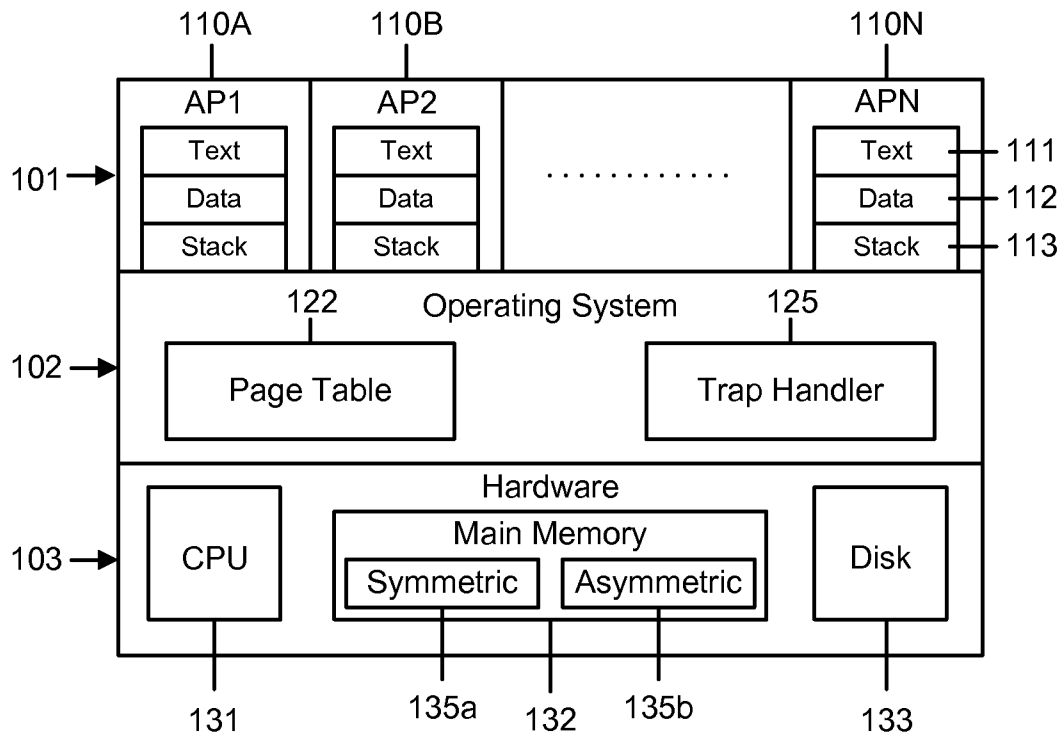 110A 110B 110N
AP1 AP2 APN
Text Text Text 111
101 . . . . . . . . . . . .
Data Data Data 112
Stack Stack Stack 113
122 Operating System 125
102 Page Table Trap Handler
Hardware
Main Memory
103 CPU Disk
Symmetric Asymmetric
131 135a 132 135b 133